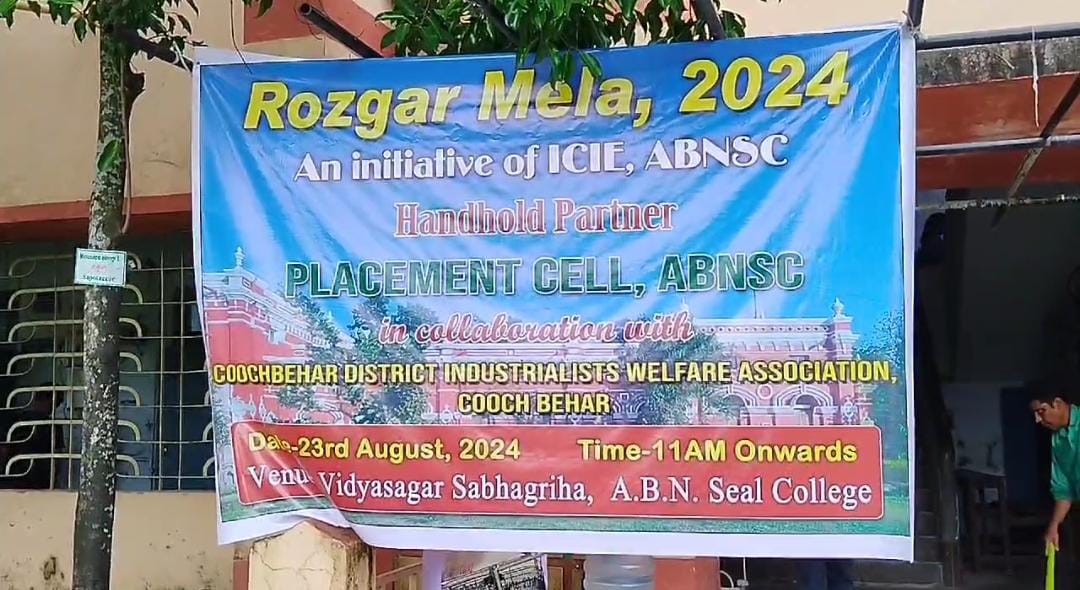 Rozgar Mela, 2024
An initiative of ICIE, ABNSC
Handhold Partner
PLACEMENT CELL, ABNSC
in collaboration with
COOCHBEHAR DISTRICT INDUSTRIALISTS WELFARE ASSOCIATION,
COOCH BEHAR
Date-23rd August, 2024 Time-11AM Onwards
Venu Vidyasagar Sabhagriha, A.B.N. Seal College